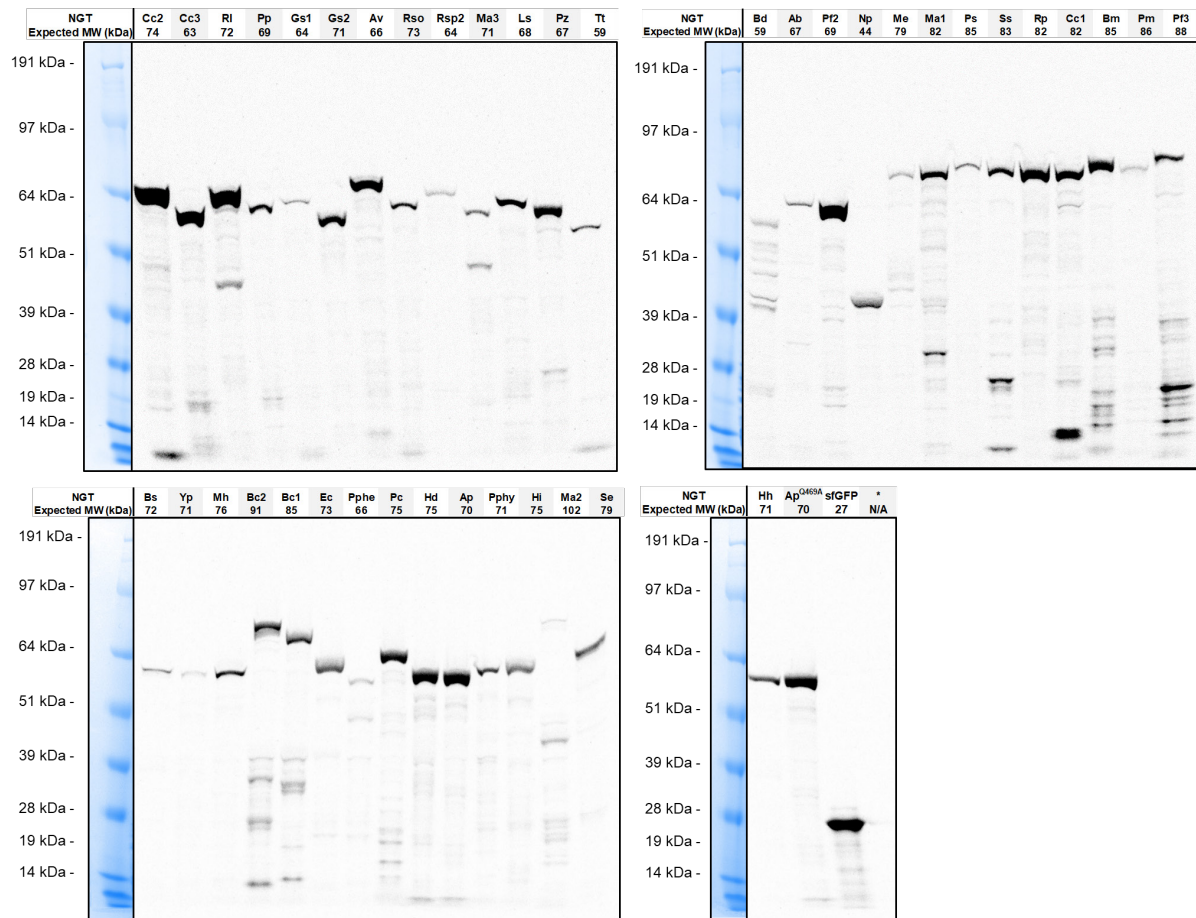 NGT Cc2 Cc3 Rl Pp Gs1 Gs2 Av Rso Rsp2 Ma3 Ls Pz Tt
Expected MW (kDa) 74 63 72 69 64 71 66 73 64 71 68 67 59
191 kDa -
97 kDa -
64 kDa -
51 kDa -
39 kDa -
28 kDa -
19 kDa -
14 kDa -
NGT Bd Ab Pf2 Np Me Ma1 Ps Ss Rp Cc1 Bm Pm Pf3
Expected MW (kDa) 59 67 69 44 79 82 85 83 82 82 85 86 88
191 kDa -
97 kDa -
64 kDa -
51 kDa -
39 kDa -
28 kDa -
19 kDa -
14 kDa -
NGT Bs Yp Mh Bc2 Bc1 Ec Pphe Pc Hd Ap Pphy Hi Ma2 Se
Expected MW (kDa) 72 71 76 91 85 73 66 75 75 70 71 75 102 79
191 kDa -
97 kDa -
64 kDa -
51 kDa -
39 kDa -
28 kDa -
19 kDa -
14 kDa -
NGT Hh Ap^Q469A sfGFP *
Expected MW (kDa) 71 70 27 N/A
191 kDa -
97 kDa -
64 kDa -
51 kDa -
39 kDa -
28 kDa -
19 kDa -
14 kDa -